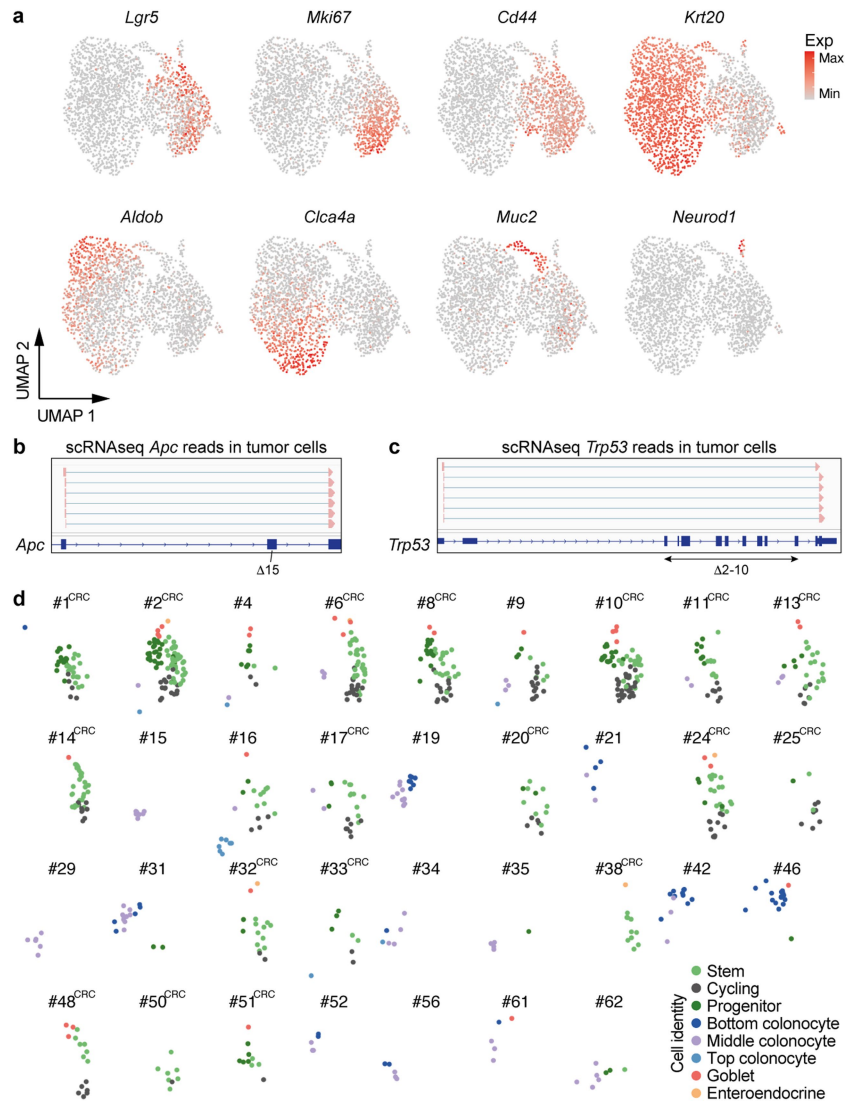 a
Lgr5 Mki67 Cd44 Krt20
Exp
Max
Min
Aldob Clca4a Muc2 Neurod1
UMAP 2
UMAP 1
b c
scRNAseq Apc reads in tumor cells scRNAseq Trp53 reads in tumor cells
Apc Trp53
Δ15 Δ2-10
d
#1CRC #2CRC #4 #6CRC #8CRC #9 #10CRC #11CRC #13CRC
#14CRC #15 #16 #17CRC #19 #20CRC #21 #24CRC #25CRC
#29 #31 #32CRC #33CRC #34 #35 #38CRC #42 #46
#48CRC #50CRC #51CRC #52 #56 #61 #62
Cell identity
Stem
Cycling
Progenitor
Bottom colonocyte
Middle colonocyte
Top colonocyte
Goblet
Enteroendocrine